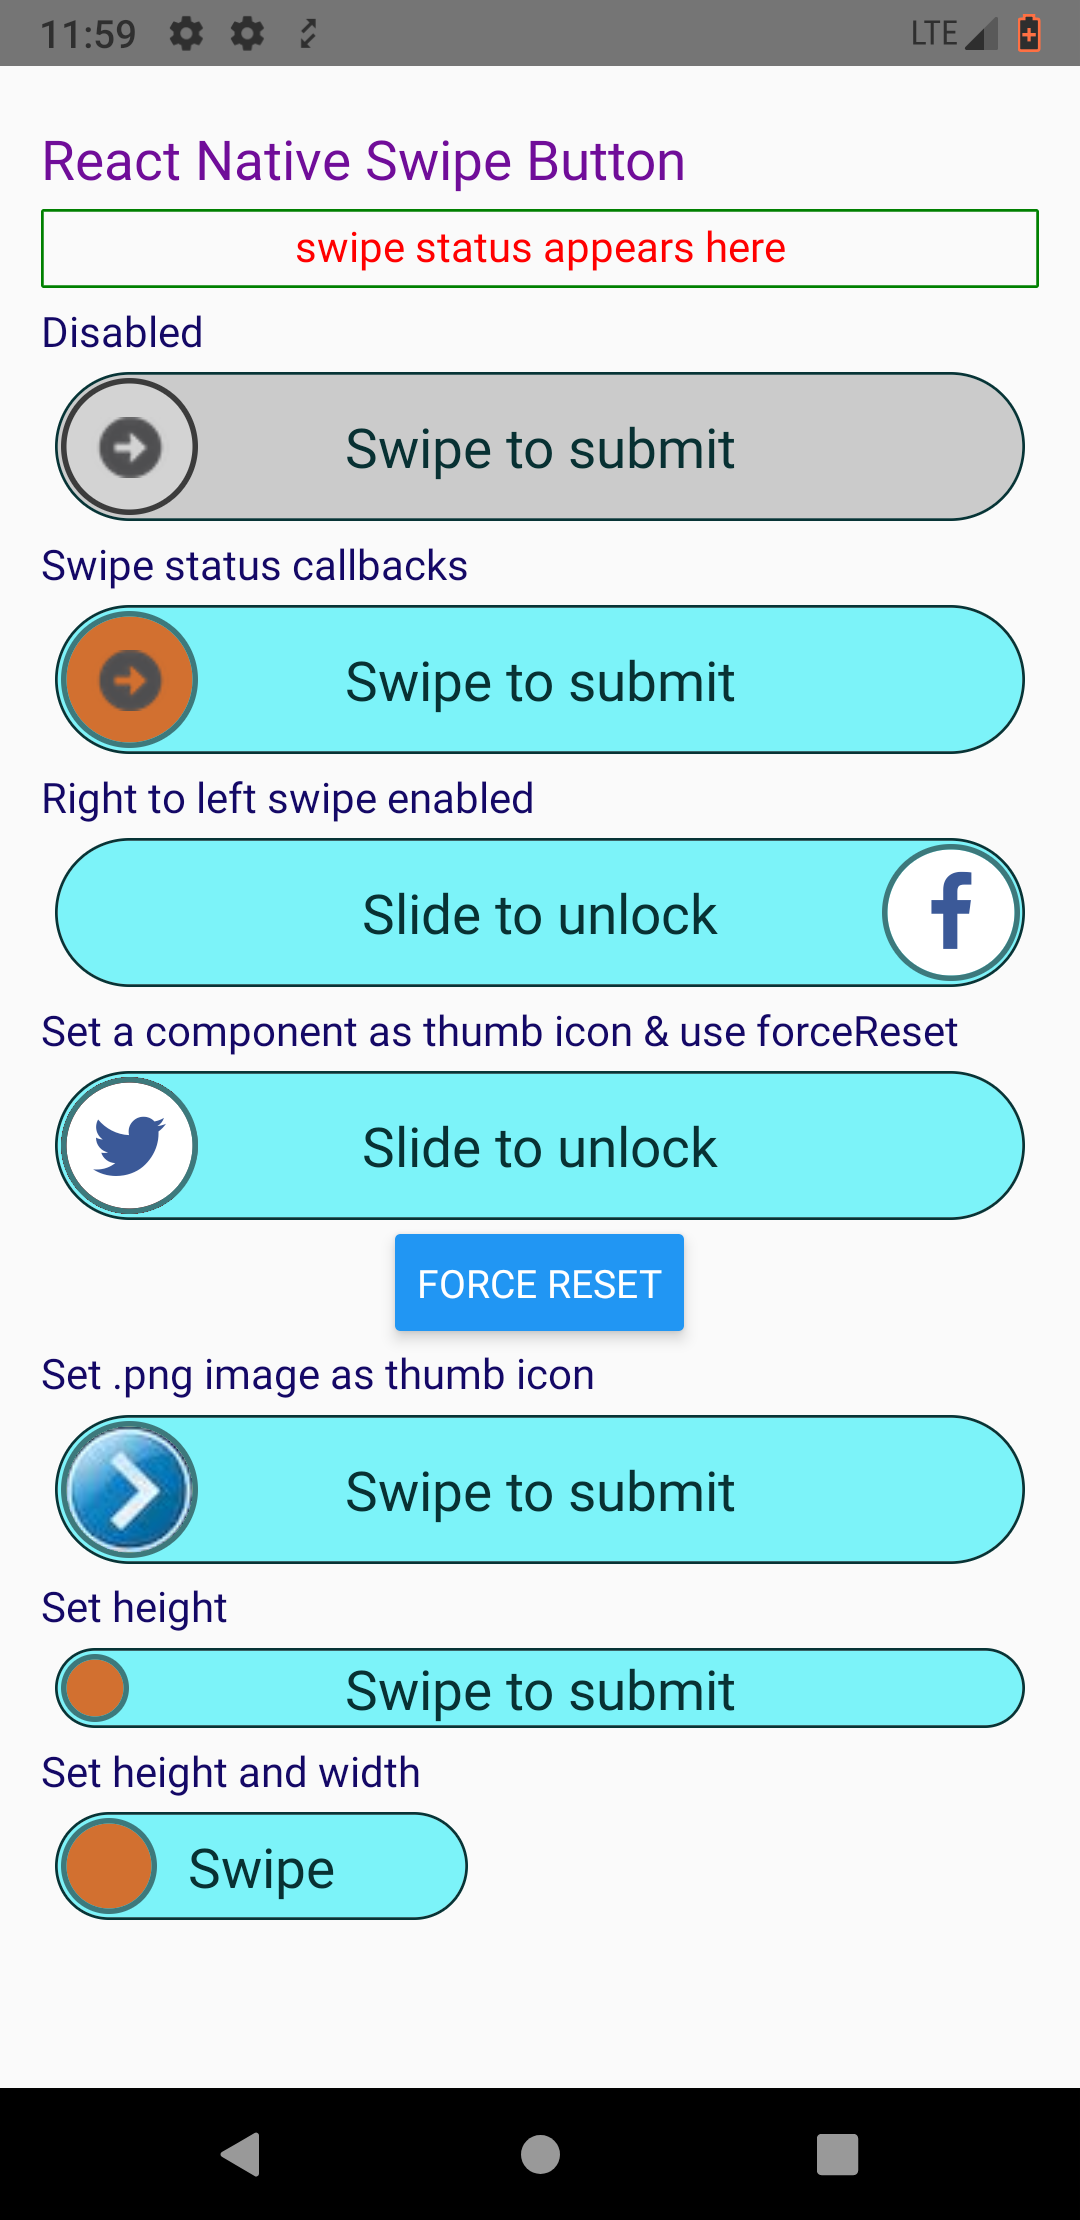 11:59 LTE
React Native Swipe Button
swipe status appears here
Disabled
Swipe to submit
Swipe status callbacks
Swipe to submit
Right to left swipe enabled
Slide to unlock
Set a component as thumb icon & use forceReset
Slide to unlock
FORCE RESET
Set .png image as thumb icon
Swipe to submit
Set height
Swipe to submit
Set height and width
Swipe